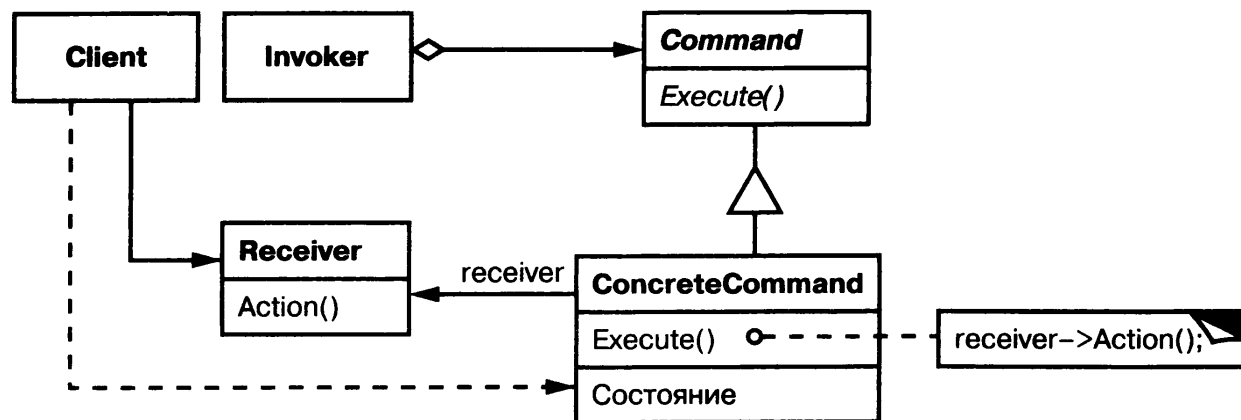 Client
Invoker
Command
Execute()
Receiver
Action()
receiver
ConcreteCommand
Execute()
receiver->Action();
Состояние